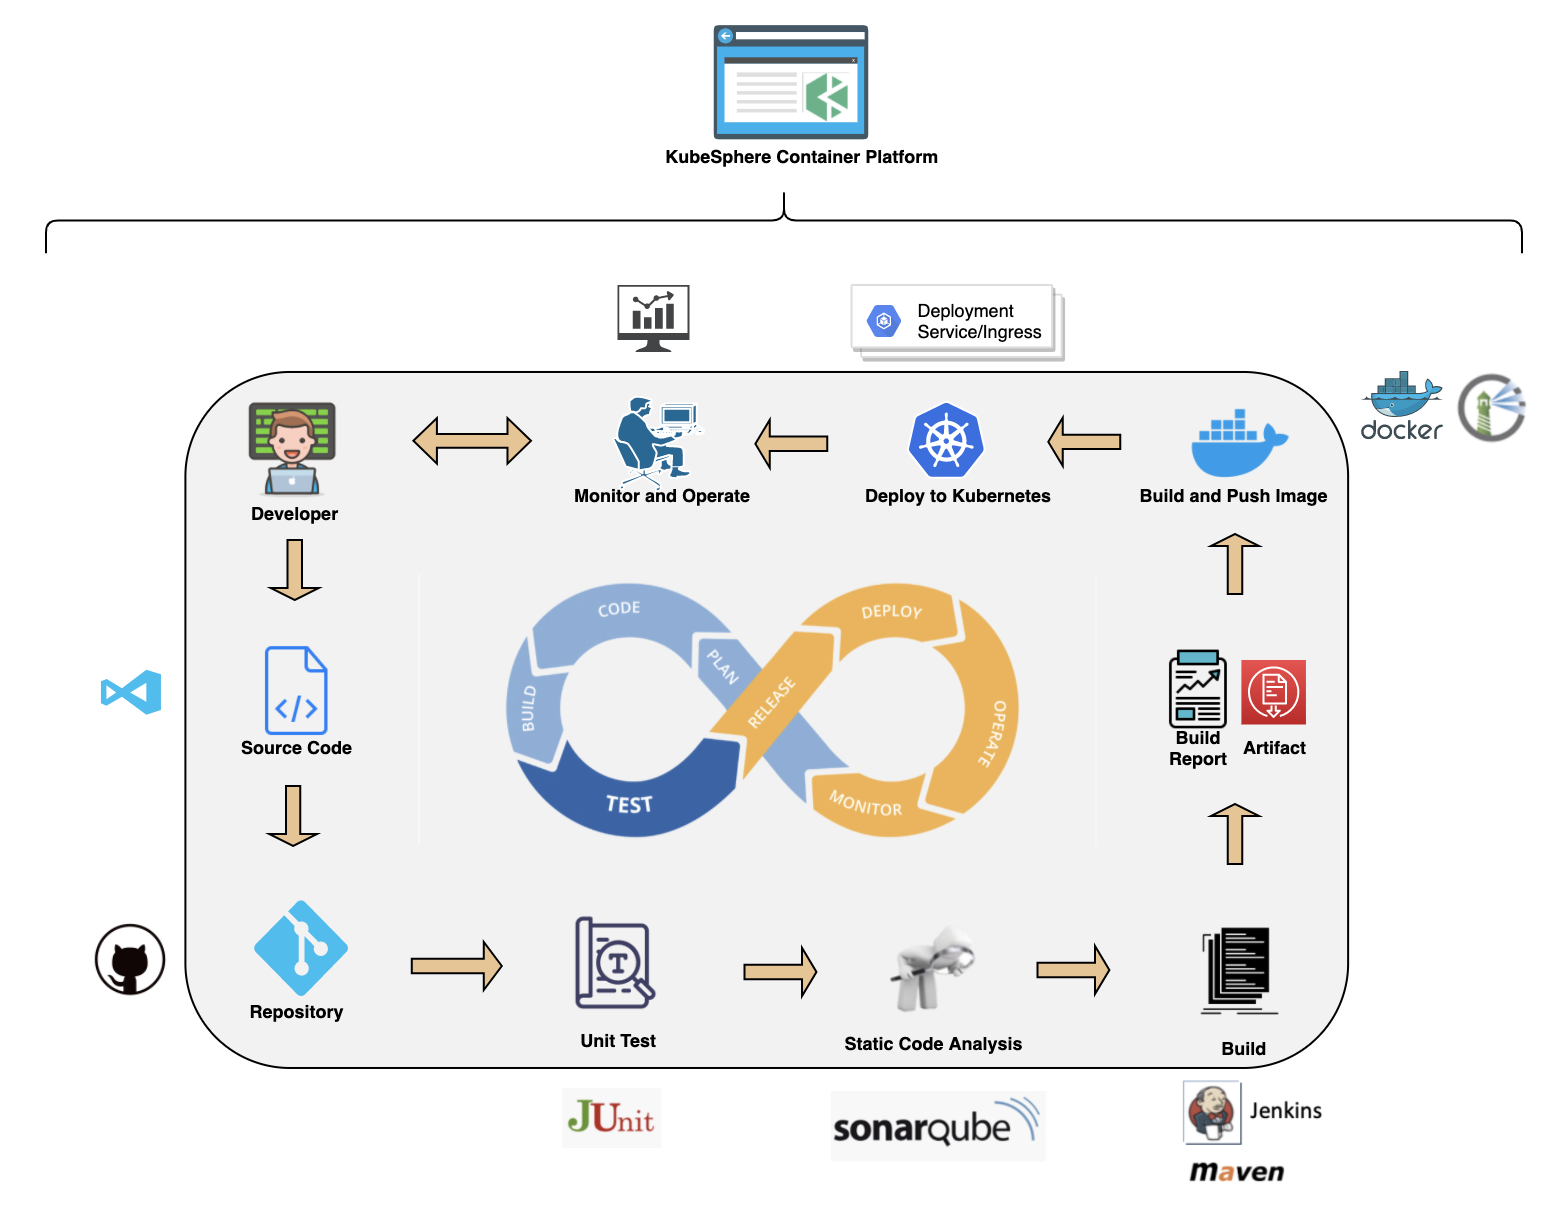 KubeSphere Container Platform
Deployment
Service/Ingress
docker
Developer
Monitor and Operate
Deploy to Kubernetes
Build and Push Image
CODE
DEPLOY
PLAN
RELEASE
BUILD
OPERATE
TEST
MONITOR
Source Code
Build
Report
Artifact
T
Repository
Unit Test
Static Code Analysis
Build
JUnit
sonarqube
Jenkins
maven